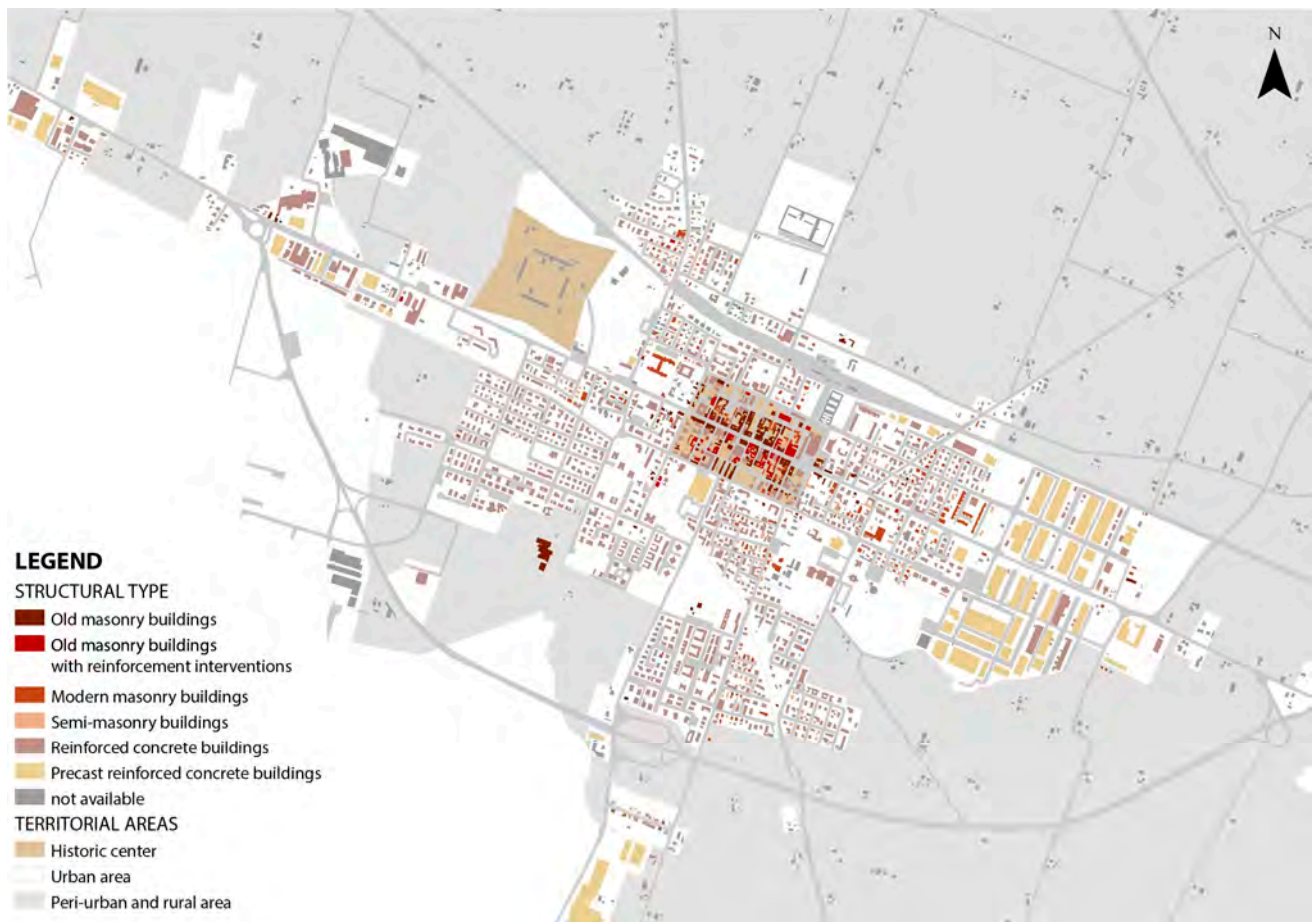 N
LEGEND
STRUCTURAL TYPE
Old masonry buildings
Old masonry buildings
with reinforcement interventions
Modern masonry buildings
Semi-masonry buildings
Reinforced concrete buildings
Precast reinforced concrete buildings
not available
TERRITORIAL AREAS
Historic center
Urban area
Peri-urban and rural area